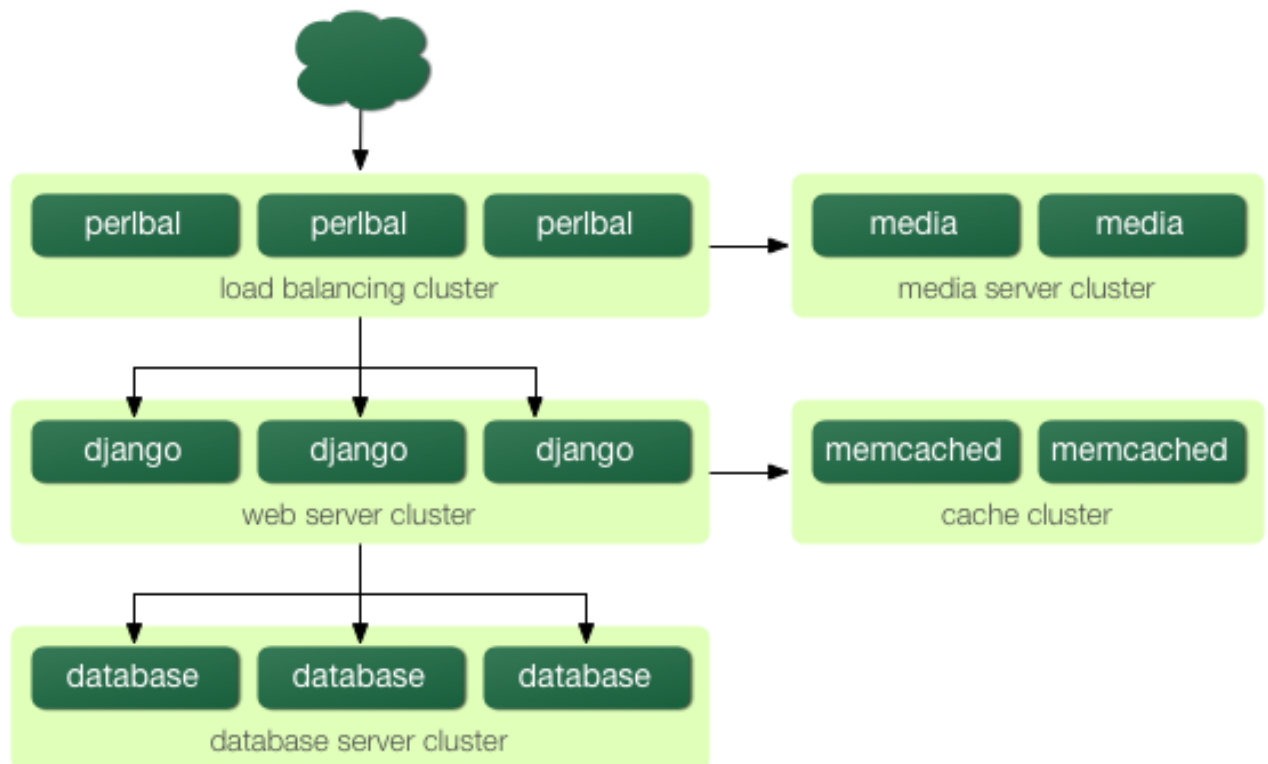 perlbal perlbal perlbal media media
load balancing cluster media server cluster
django django django memcached memcached
web server cluster cache cluster
database database database
database server cluster